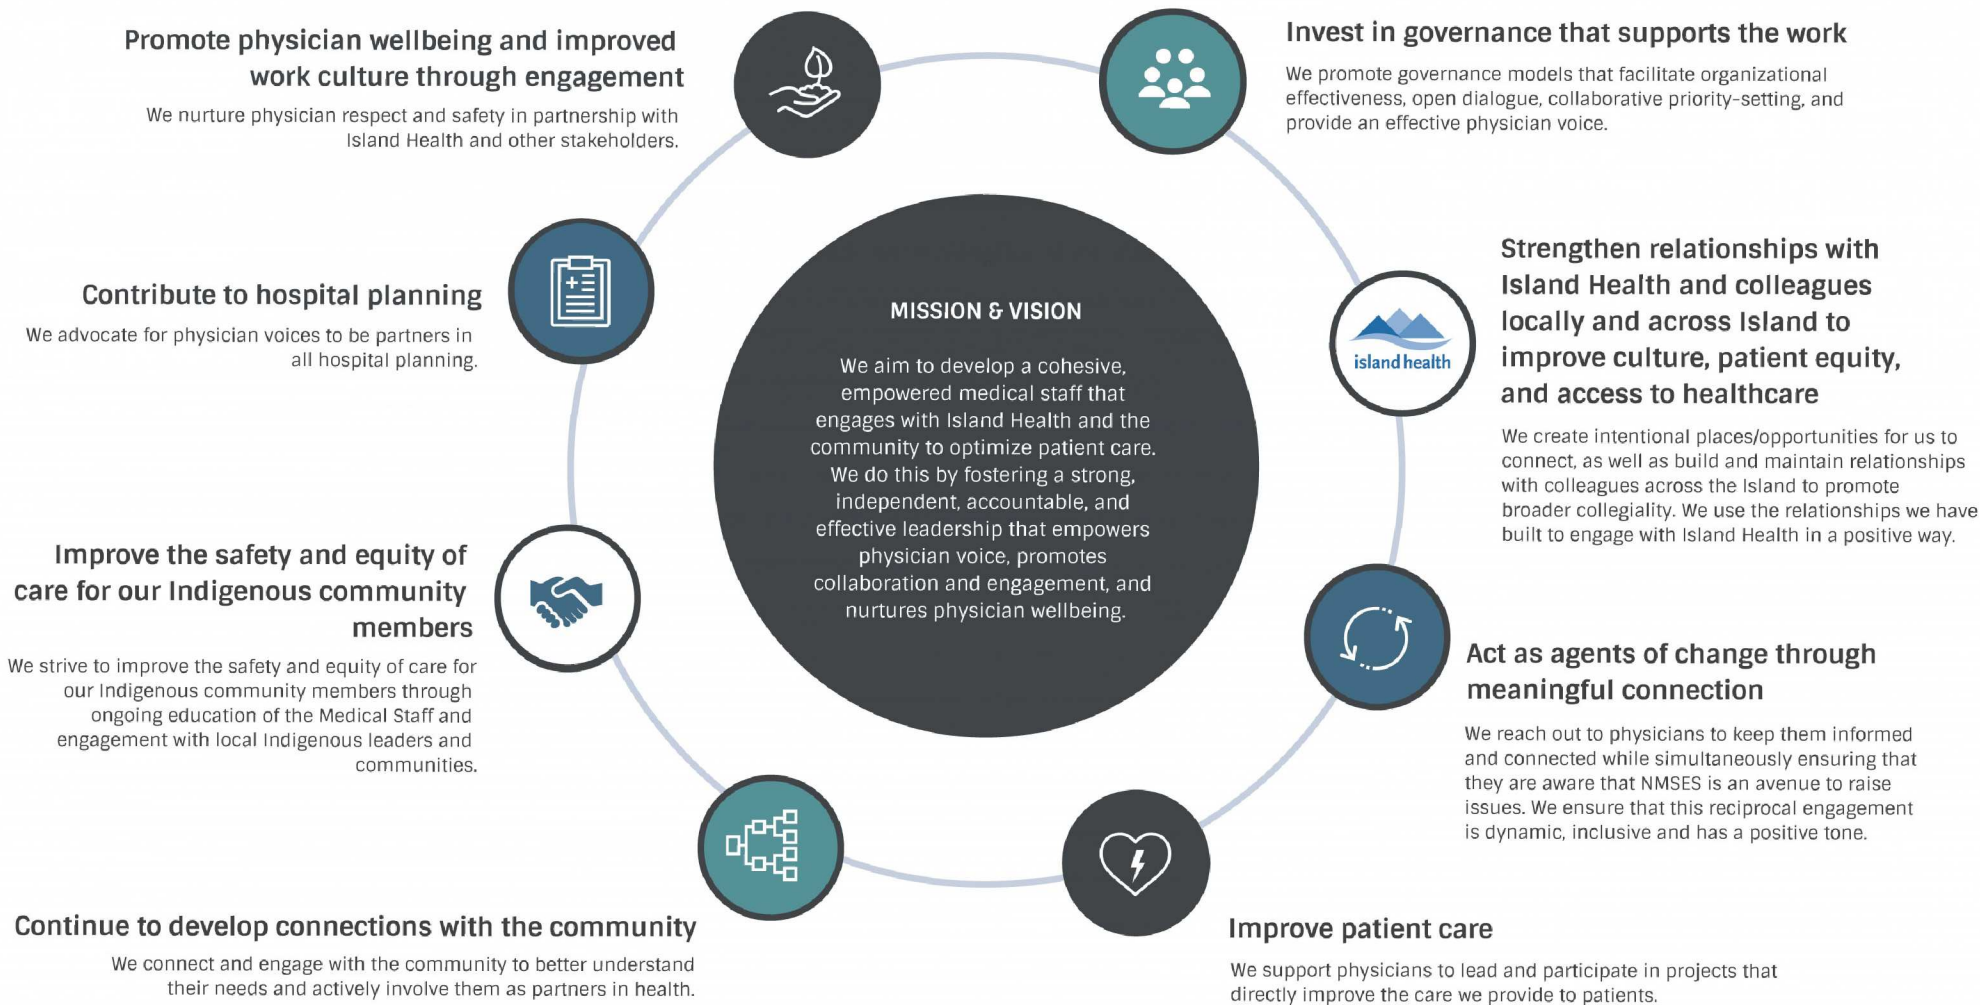 Promote physician wellbeing and improved
work culture through engagement
We nurture physician respect and safety in partnership with
Island Health and other stakeholders.
Invest in governance that supports the work
We promote governance models that facilitate organizational
effectiveness, open dialogue, collaborative priority-setting, and
provide an effective physician voice.
Contribute to hospital planning
We advocate for physician voices to be partners in
all hospital planning.
MISSION & VISION
We aim to develop a cohesive,
empowered medical staff that
engages with Island Health and the
community to optimize patient care.
We do this by fostering a strong,
independent, accountable, and
effective leadership that empowers
physician voice, promotes
collaboration and engagement, and
nurtures physician wellbeing.
island health
Strengthen relationships with
Island Health and colleagues
locally and across Island to
improve culture, patient equity,
and access to healthcare
We create intentional places/opportunities for us to
connect, as well as build and maintain relationships
with colleagues across the Island to promote
broader collegiality. We use the relationships we have
built to engage with Island Health in a positive way.
Improve the safety and equity of
care for our Indigenous community
members
We strive to improve the safety and equity of care for
our Indigenous community members through
ongoing education of the Medical Staff and
engagement with local Indigenous leaders and
communities.
Act as agents of change through
meaningful connection
We reach out to physicians to keep them informed
and connected while simultaneously ensuring that
they are aware that NMSES is an avenue to raise
issues. We ensure that this reciprocal engagement
is dynamic, inclusive and has a positive tone.
Continue to develop connections with the community
We connect and engage with the community to better understand
their needs and actively involve them as partners in health.
Improve patient care
We support physicians to lead and participate in projects that
directly improve the care we provide to patients.